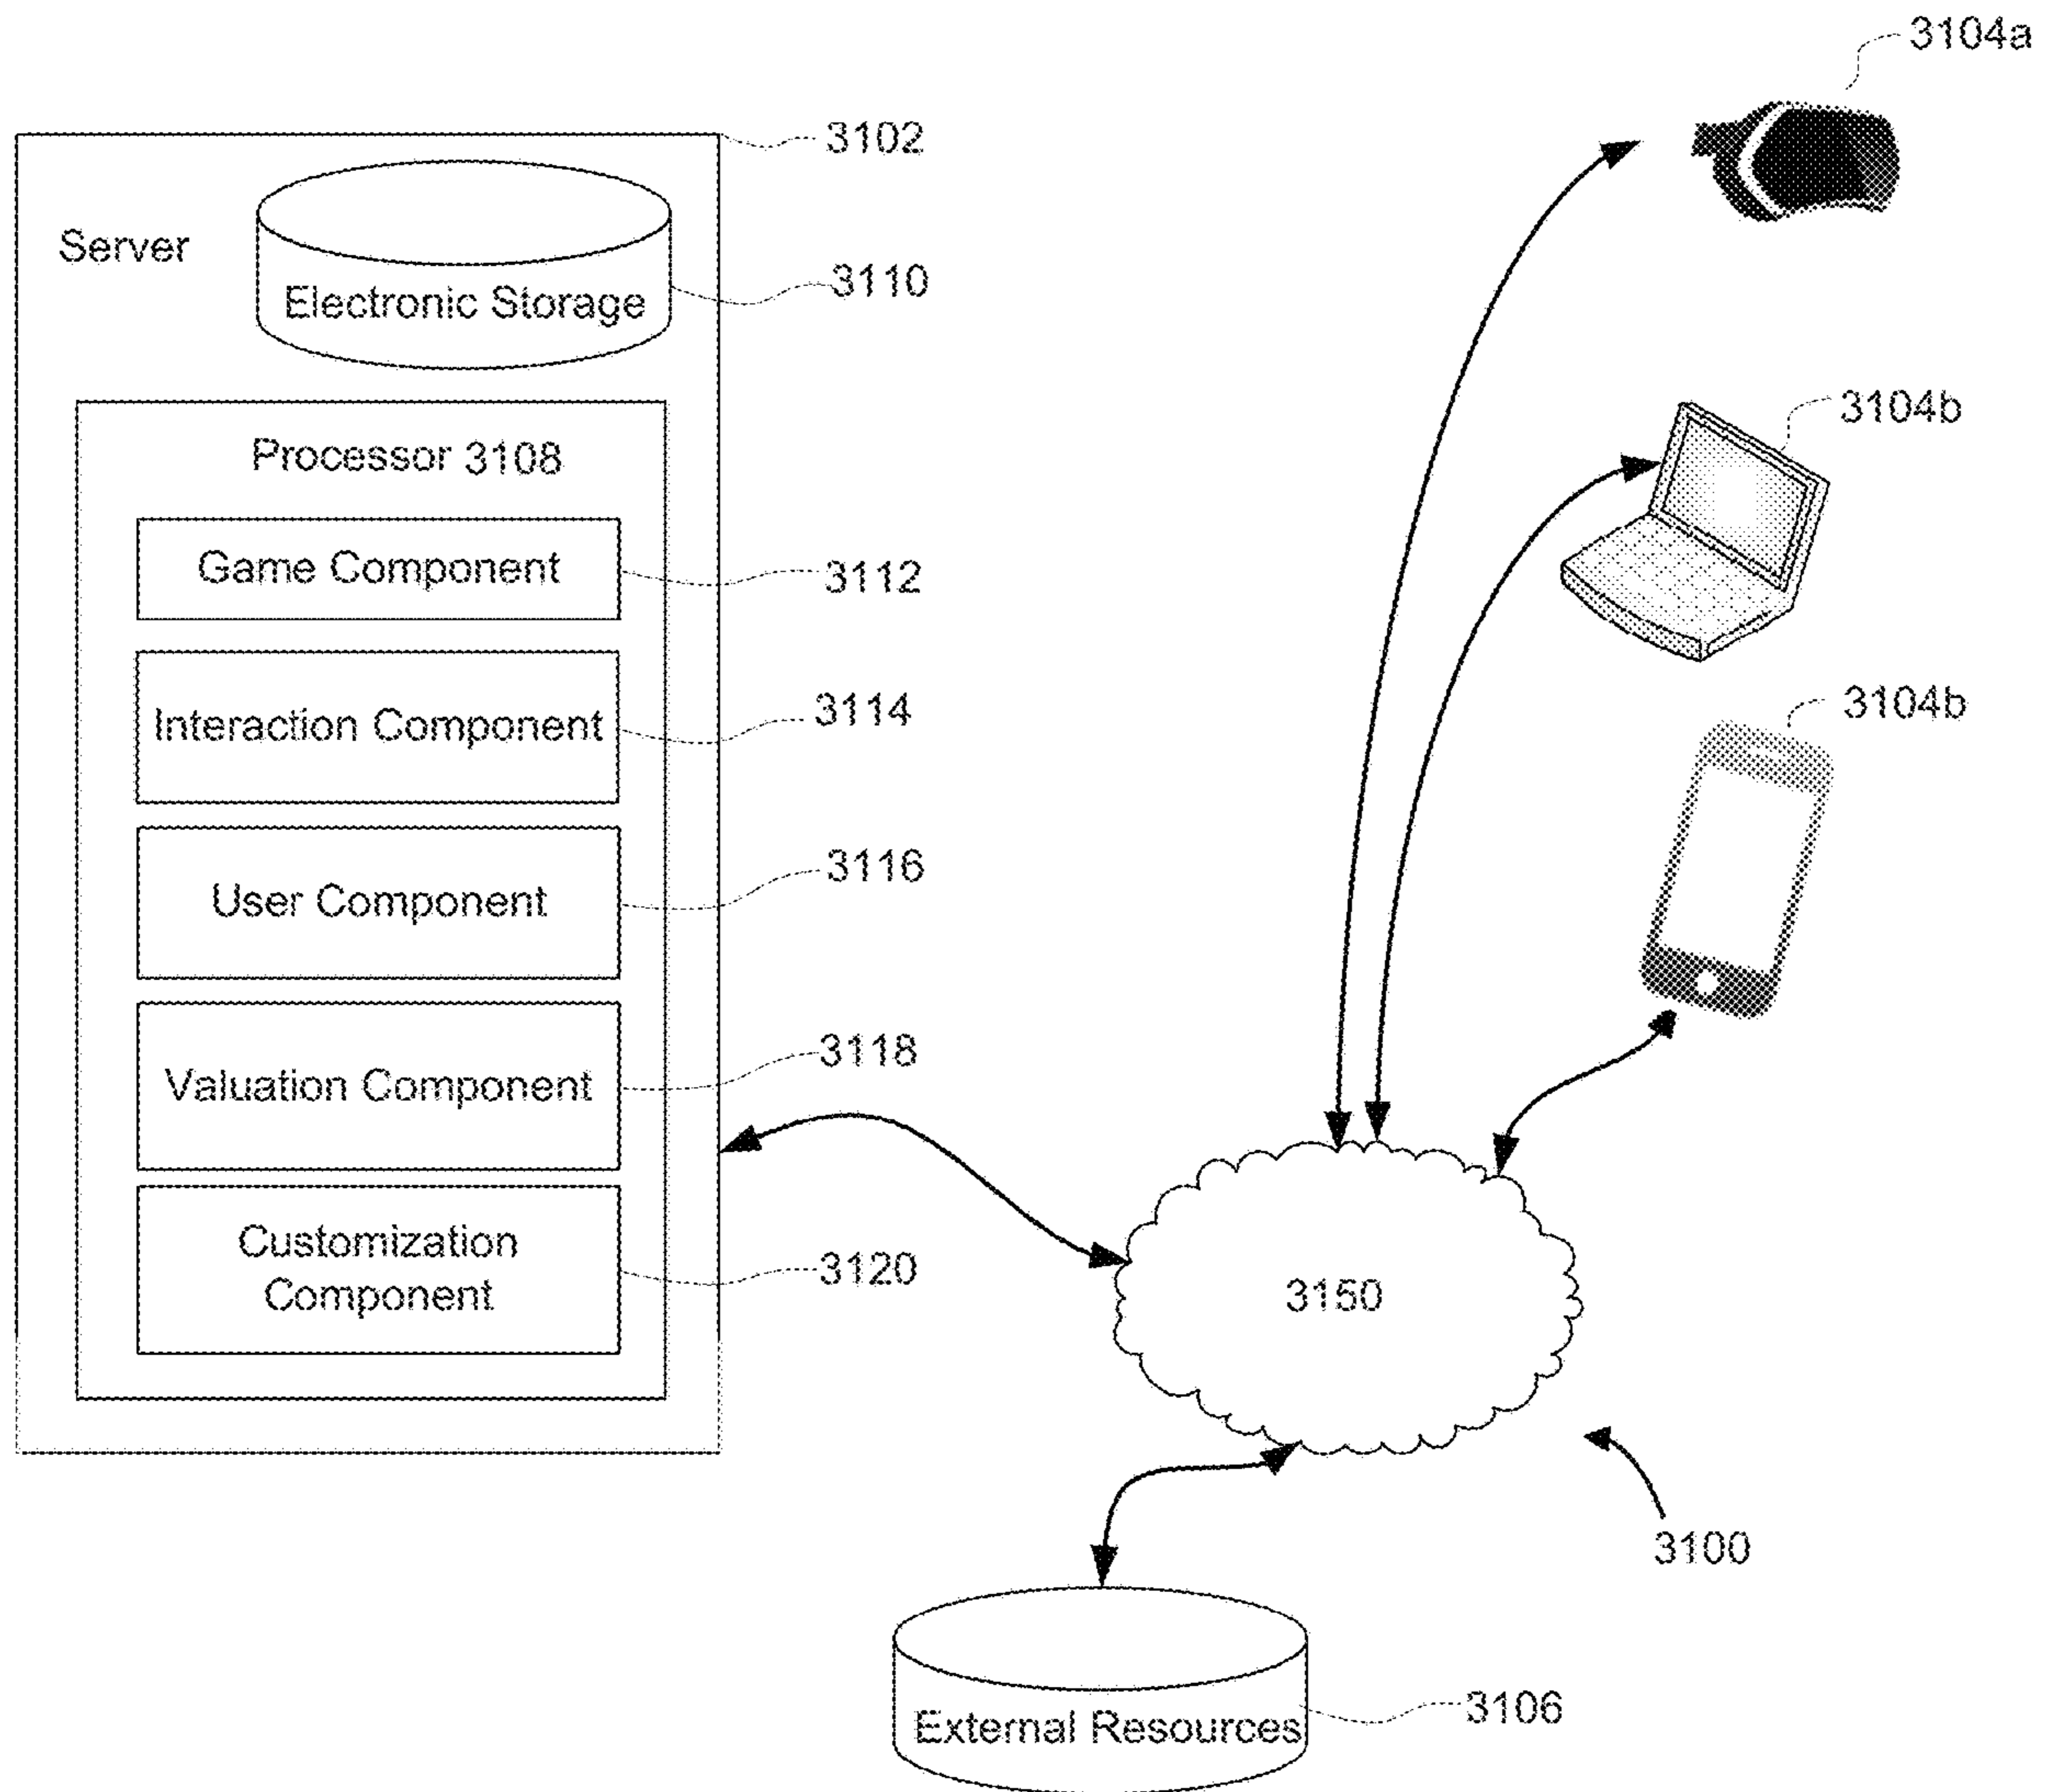 3104a
3102
Server
Electronic Storage
3110
3104b
Processor 3108
Game Component
3112
Interaction Component
3114
3104b
User Component
3116
Valuation Component
3118
Customization
Component
3120
3150
3100
External Resources
3106